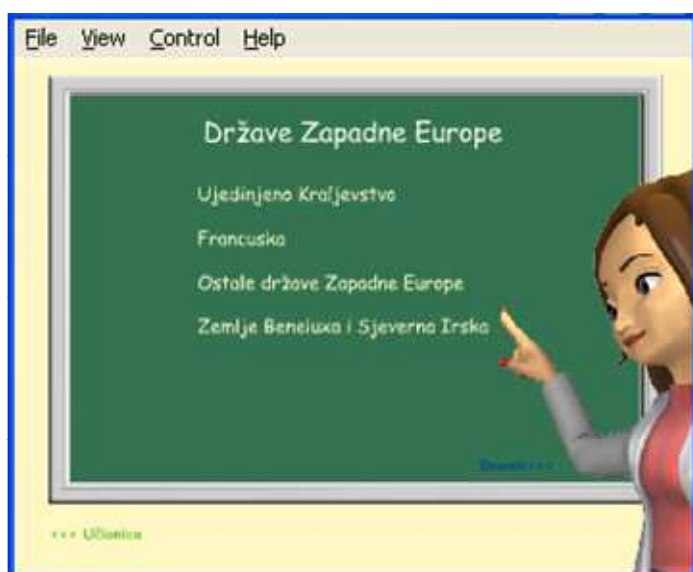 File View Control Help
Države Zapadne Europe
Ujedinjeno Kraljevstvo
Francuska
Ostale države Zapadne Europe
Zemlje Beneluxa i Sjeverna Irska
<<< Učionica